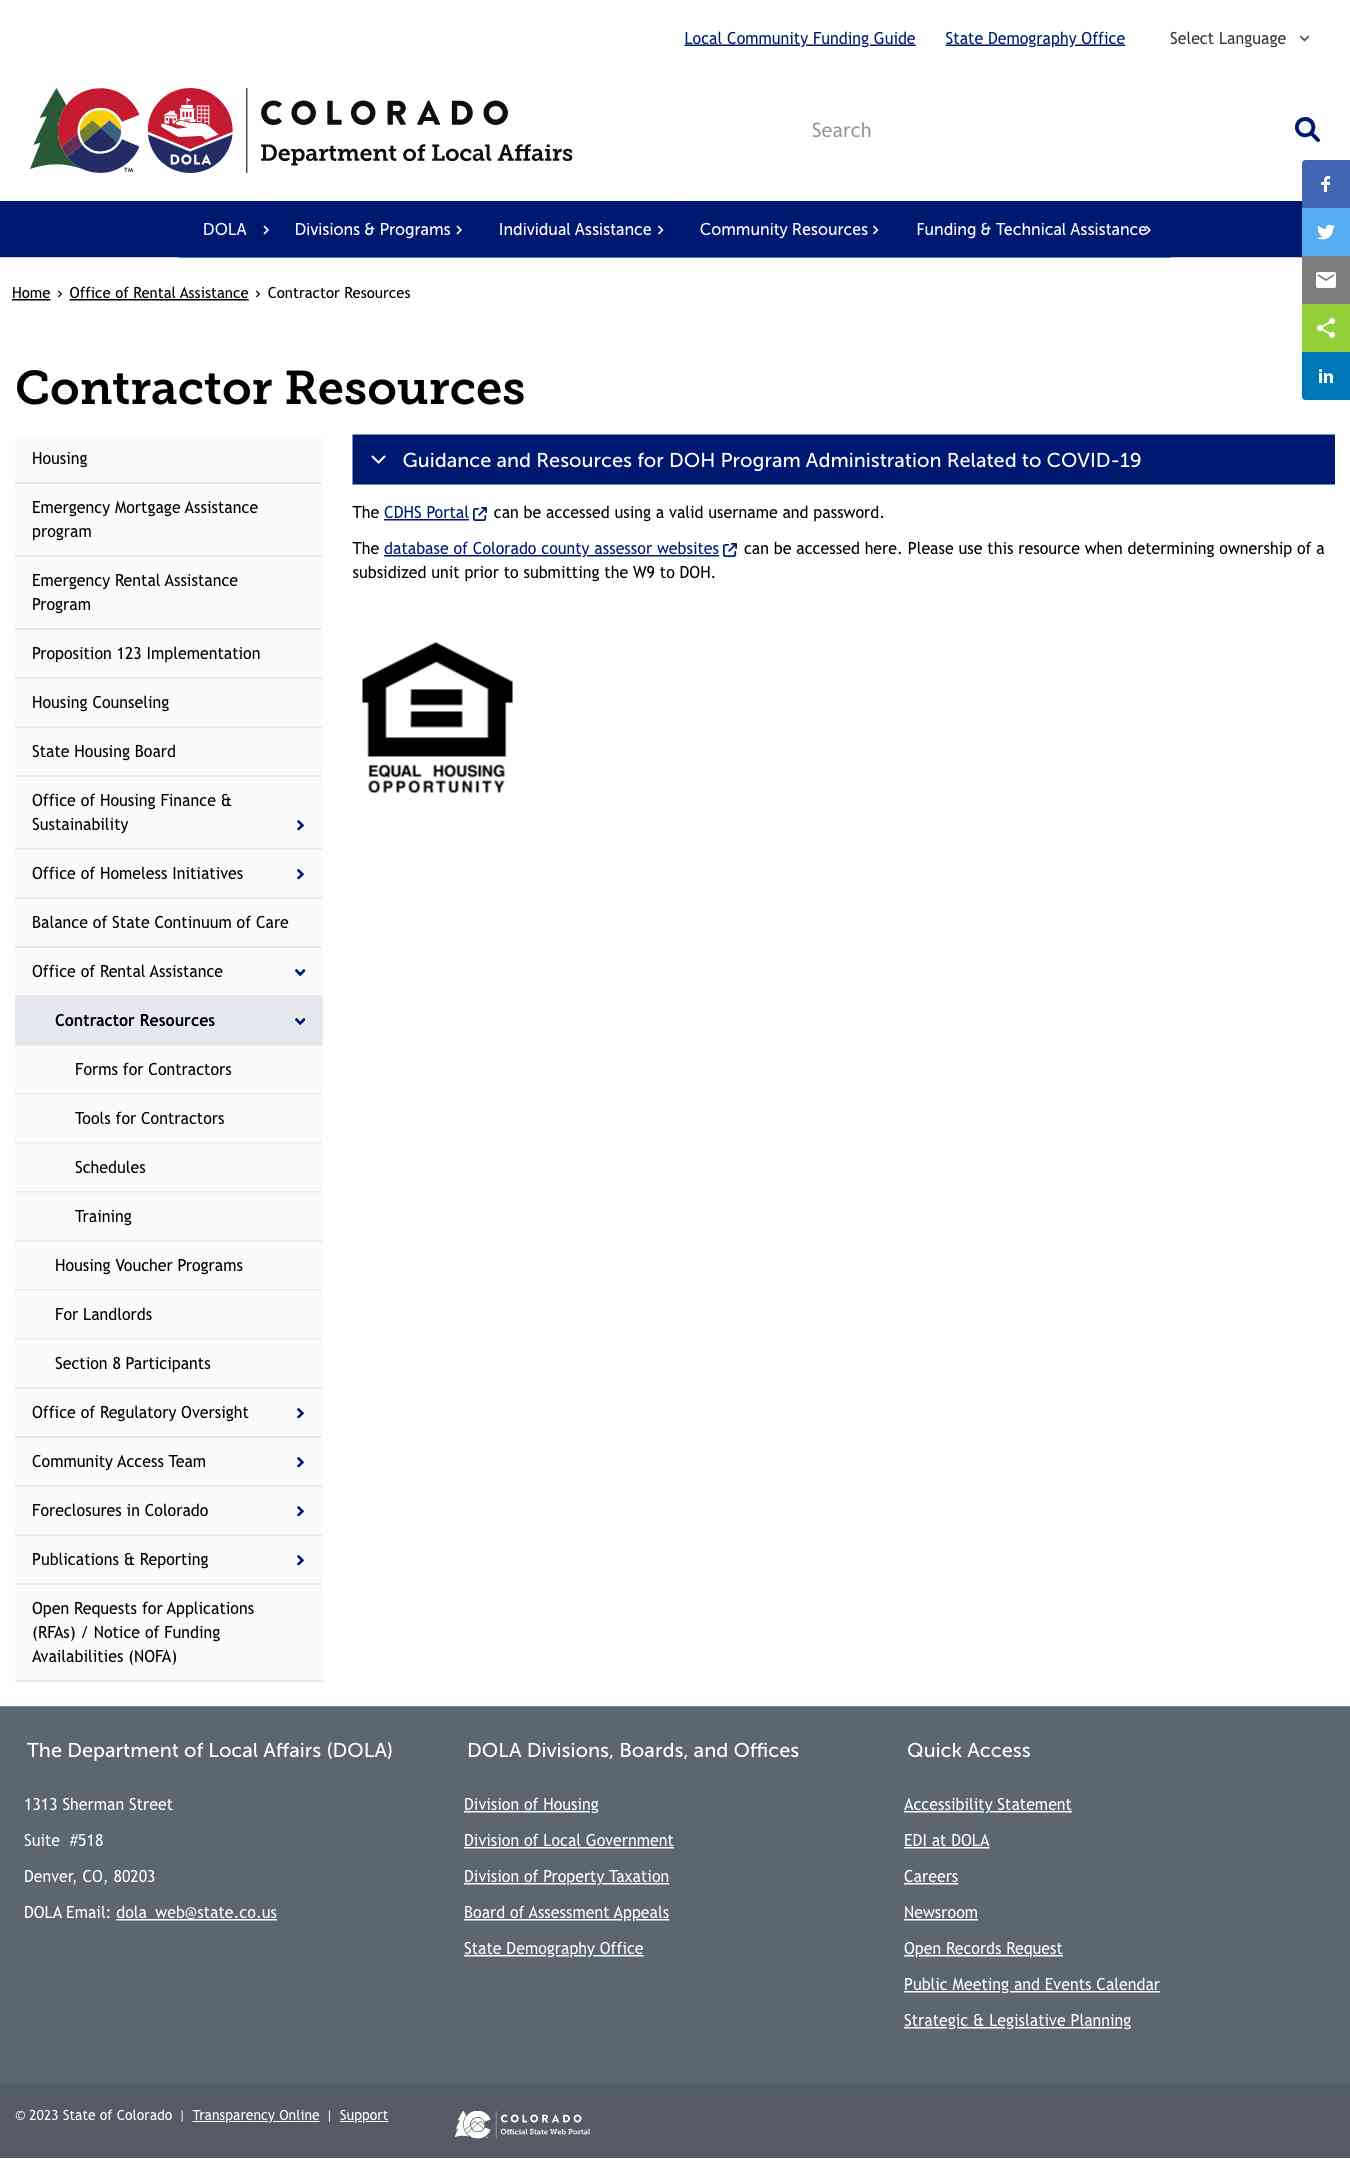 Local Community Funding Guide State Demography Office Select Language
COLORADO
Department of Local Affairs
DOLA
TM
Search
DOLA Divisions & Programs Individual Assistance Community Resources Funding & Technical Assistance
Home › Office of Rental Assistance › Contractor Resources
Contractor Resources
Housing
Emergency Mortgage Assistance
program
Emergency Rental Assistance
Program
Proposition 123 Implementation
Housing Counseling
State Housing Board
Office of Housing Finance &
Sustainability
Office of Homeless Initiatives
Balance of State Continuum of Care
Office of Rental Assistance
Contractor Resources
Forms for Contractors
Tools for Contractors
Schedules
Training
Housing Voucher Programs
For Landlords
Section 8 Participants
Office of Regulatory Oversight
Community Access Team
Foreclosures in Colorado
Publications & Reporting
Open Requests for Applications
(RFAs) / Notice of Funding
Availabilities (NOFA)
Guidance and Resources for DOH Program Administration Related to COVID-19
The CDHS Portal can be accessed using a valid username and password.
The database of Colorado county assessor websites can be accessed here. Please use this resource when determining ownership of a
subsidized unit prior to submitting the W9 to DOH.
EQUAL HOUSING
OPPORTUNITY
The Department of Local Affairs (DOLA)
1313 Sherman Street
Suite #518
Denver, CO, 80203
DOLA Email: dola_web@state.co.us
DOLA Divisions, Boards, and Offices
Division of Housing
Division of Local Government
Division of Property Taxation
Board of Assessment Appeals
State Demography Office
Quick Access
Accessibility Statement
EDI at DOLA
Careers
Newsroom
Open Records Request
Public Meeting and Events Calendar
Strategic & Legislative Planning
© 2023 State of Colorado | Transparency Online | Support
COLORADO
Official State Web Portal